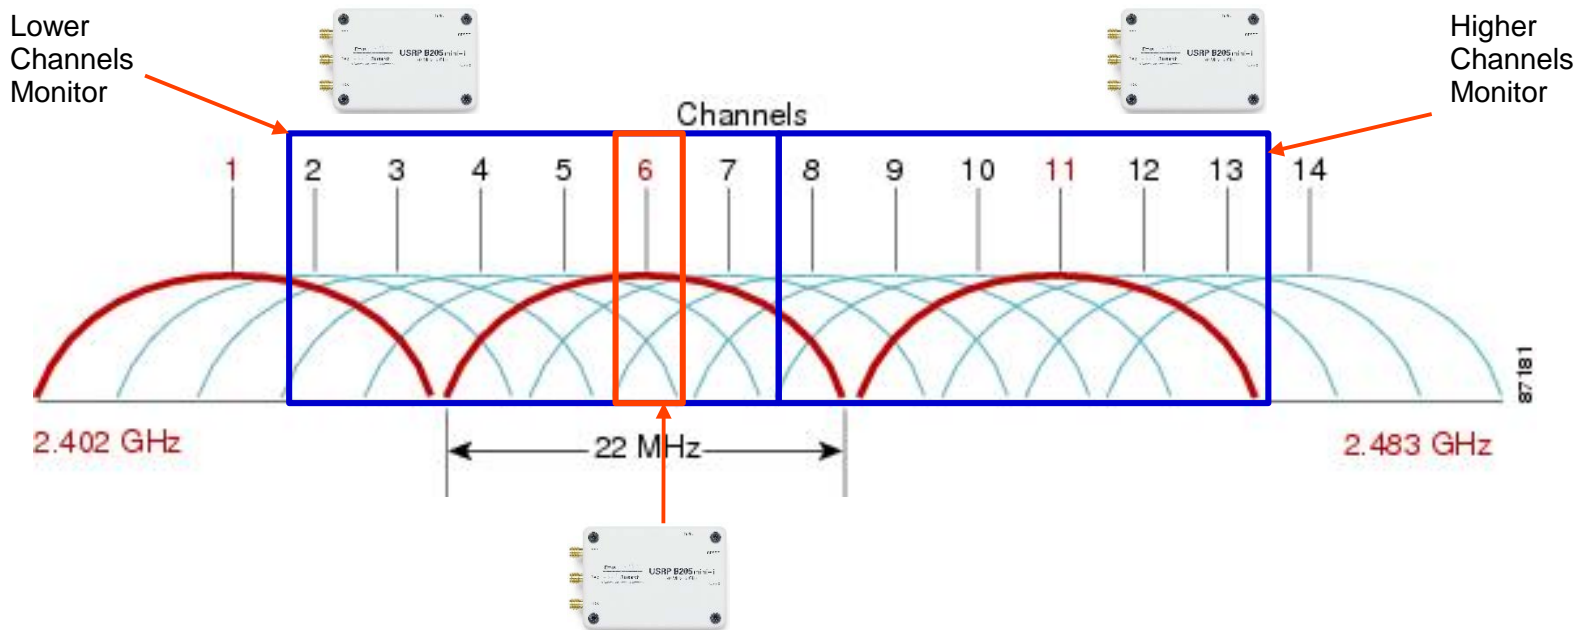 Lower
Channels
Monitor
USRP B205mini-i
USRP B205mini-i
Higher
Channels
Monitor
Channels
1 2 3 4 5 6 7 8 9 10 11 12 13 14
87181
2.402 GHz
22 MHz
2.483 GHz
USRP B205mini-i